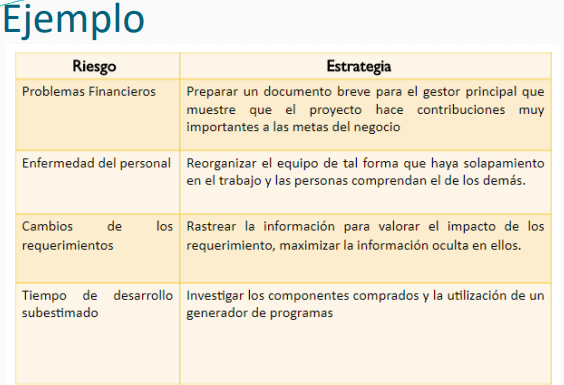 Ejemplo
Riesgo
Estrategia
Problemas Financieros
Preparar un documento breve para el gestor principal que
muestre que el proyecto hace contribuciones muy
importantes a las metas del negocio
Enfermedad del personal
Reorganizar el equipo de tal forma que haya solapamiento
en el trabajo y las personas comprendan el de los demás.
Cambios de los
requerimientos
Rastrear la información para valorar el impacto de los
requerimiento, maximizar la información oculta en ellos.
Tiempo de desarrollo
subestimado
Investigar los componentes comprados y la utilización de un
generador de programas